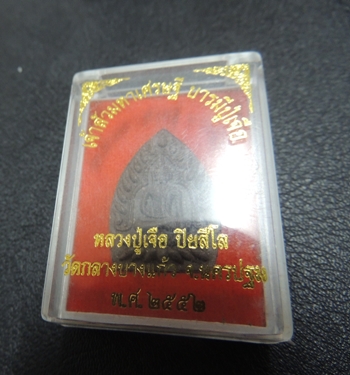 เจ้าสัวมหาเศรษฐี บารมีปู่เจือ
หลวงปู่เจือ ปิยสีโล
วัดกลางบางแก้ว จ.นครปฐม
พ.ศ. ๒๕๕๒